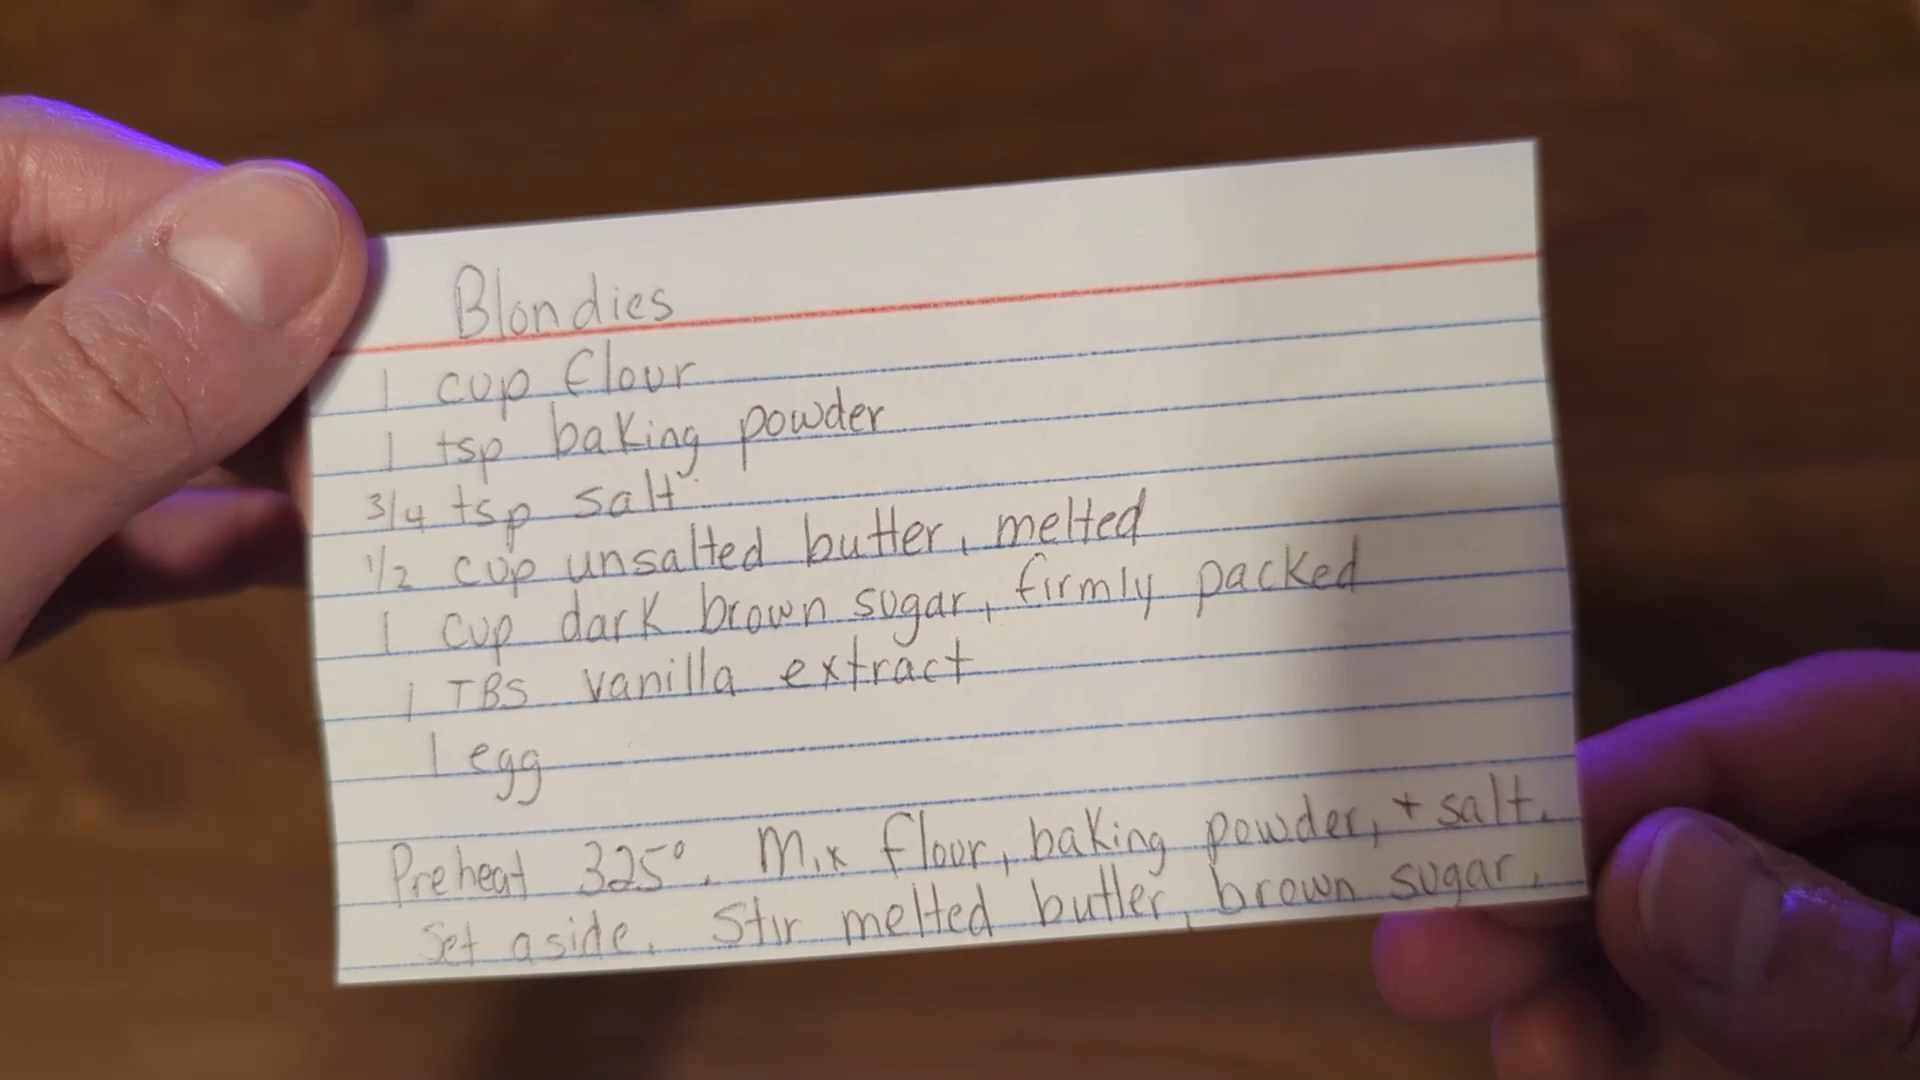 Blondies
1 cup flour
1 tsp baking powder
3/4 tsp salt
1/2 cup unsalted butter, melted
1 cup dark brown sugar, firmly packed
1 TBS vanilla extract
1 egg
Preheat 325°. Mix flour, baking powder, + salt.
Set aside. Stir melted butter, brown sugar,